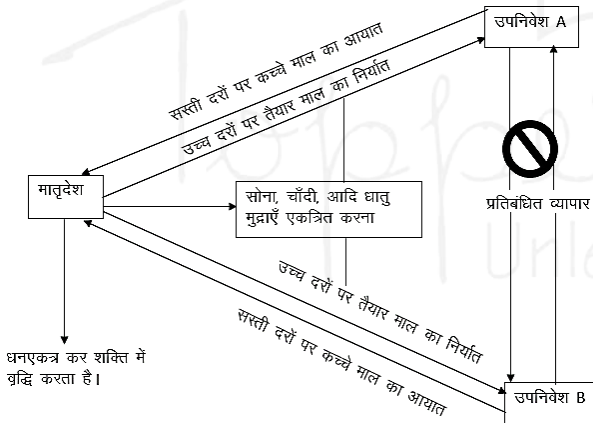 उपनिवेश A
सस्ती दरों पर कच्चे माल का आयात
उच्च दरों पर तैयार माल का निर्यात
मातृदेश
सोना, चाँदी, आदि धातु
मुद्राएँ एकत्रित करना
प्रतिबंधित व्यापार
उच्च दरों पर तैयार माल का निर्यात
सस्ती दरों पर कच्चे माल का आयात
धनएकत्र कर शक्ति में
वृद्धि करता है।
उपनिवेश B